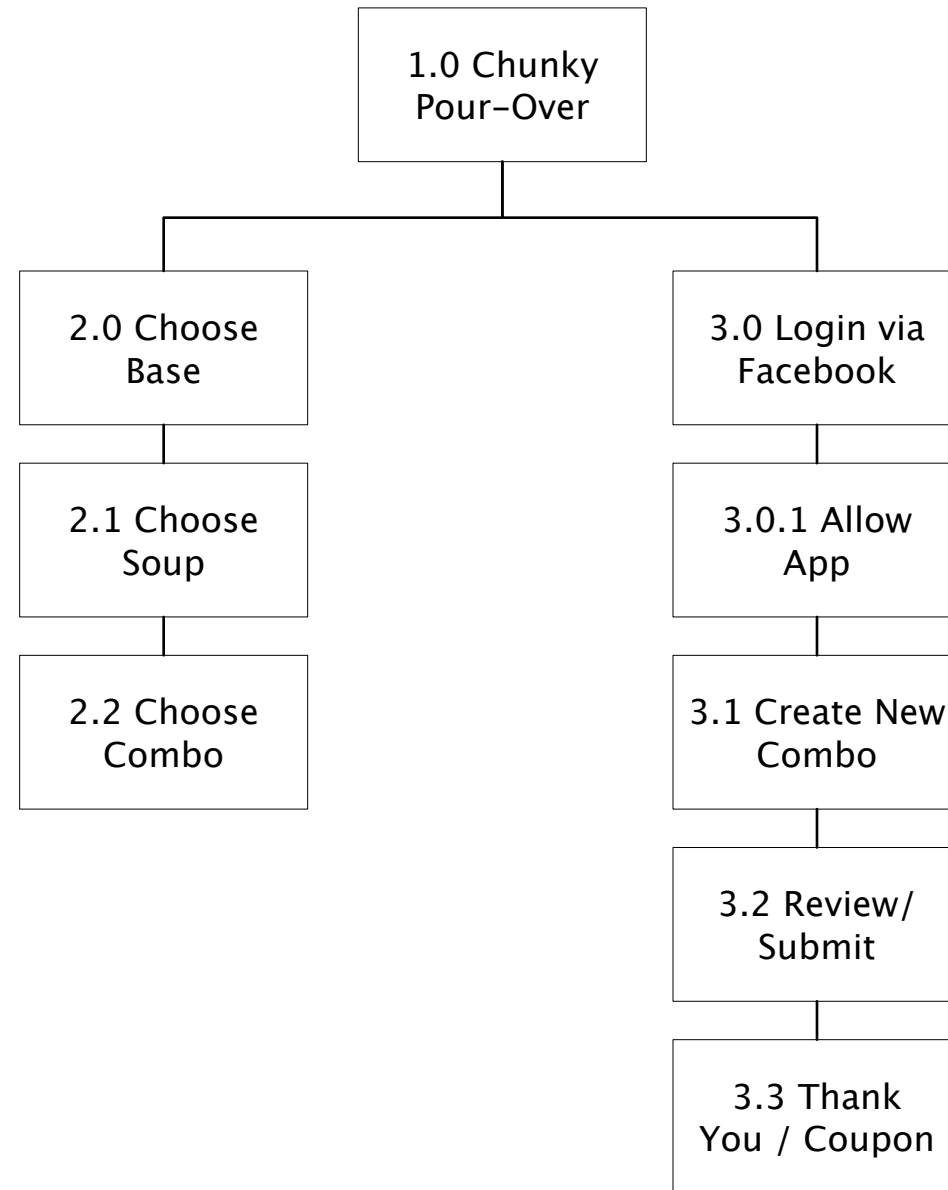 1.0 Chunky
Pour-Over
2.0 Choose
Base
2.1 Choose
Soup
2.2 Choose
Combo
3.0 Login via
Facebook
3.0.1 Allow
App
3.1 Create New
Combo
3.2 Review/
Submit
3.3 Thank
You / Coupon